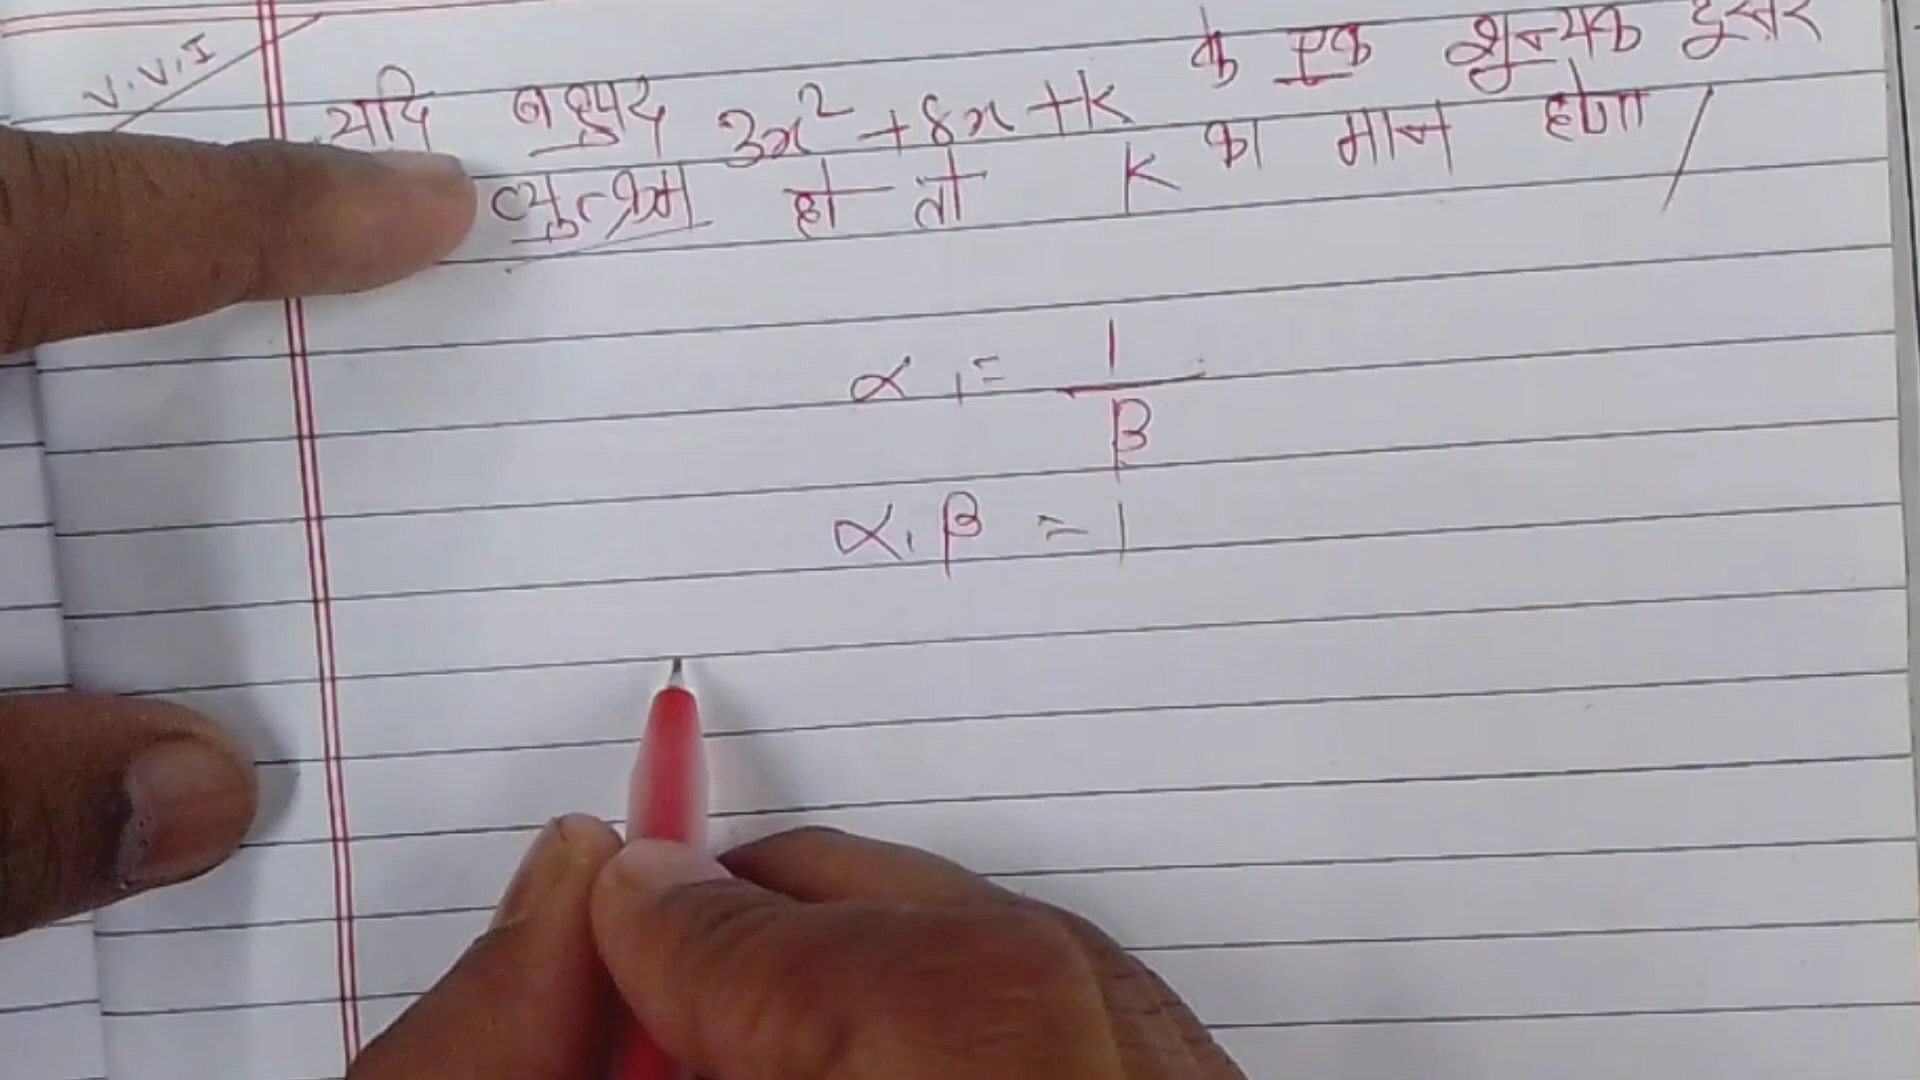 V.V.I
यदि बहुपद 3x² + 8x + k के एक शुन्यक दुसरे
व्युत्क्रम हो तो k का मान होगा /
α = 1/β
α. β = 1